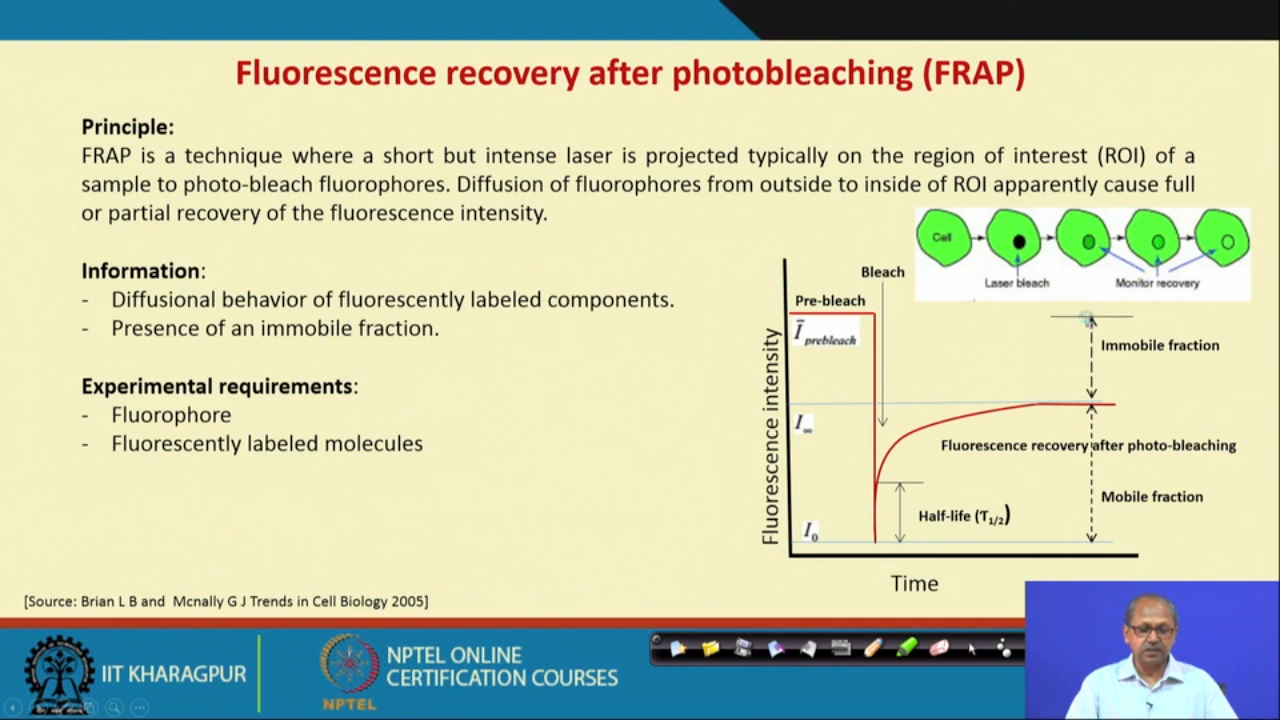 Fluorescence recovery after photobleaching (FRAP)
Principle:
FRAP is a technique where a short but intense laser is projected typically on the region of interest (ROI) of a
sample to photo-bleach fluorophores. Diffusion of fluorophores from outside to inside of ROI apparently cause full
or partial recovery of the fluorescence intensity.
Information:
- Diffusional behavior of fluorescently labeled components.
- Presence of an immobile fraction.
Experimental requirements:
- Fluorophore
- Fluorescently labeled molecules
Cell
Laser bleach
Monitor recovery
Bleach
Pre-bleach
Ī prebleach
Immobile fraction
I∞
Fluorescence recovery after photo-bleaching
Mobile fraction
Half-life (τ1/2)
I0
Fluorescence intensity
Time
[Source: Brian L B and Mcnally G J Trends in Cell Biology 2005]
IIT KHARAGPUR
NPTEL
NPTEL ONLINE
CERTIFICATION COURSES